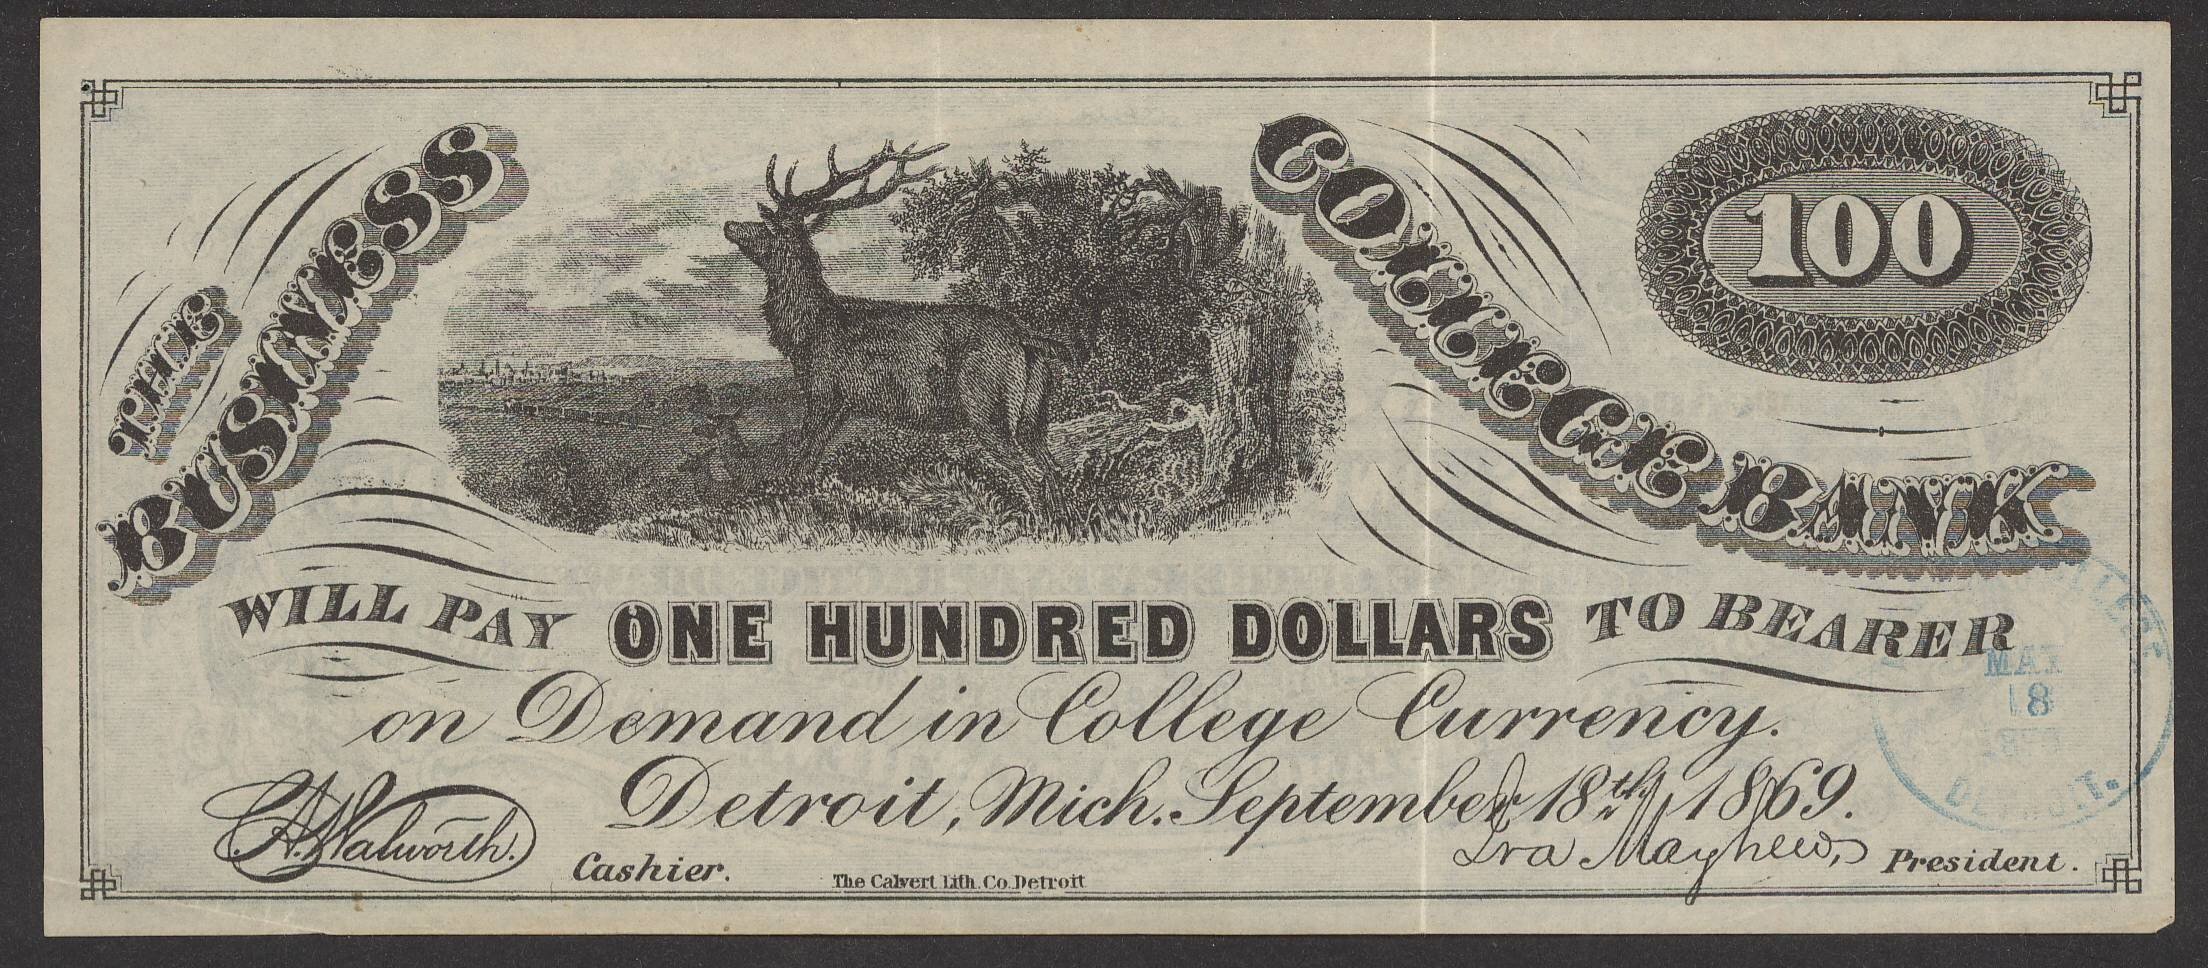 THE
BUSINESS
COLLEGE BANK
100
WILL PAY ONE HUNDRED DOLLARS TO BEARER
on Demand in College Currency.
Detroit, Mich. September 18th, 1869.
C. A. Walworth.
Cashier.
The Calvert Lith. Co. Detroit
Ira Mayhew,
President.
MAY
18